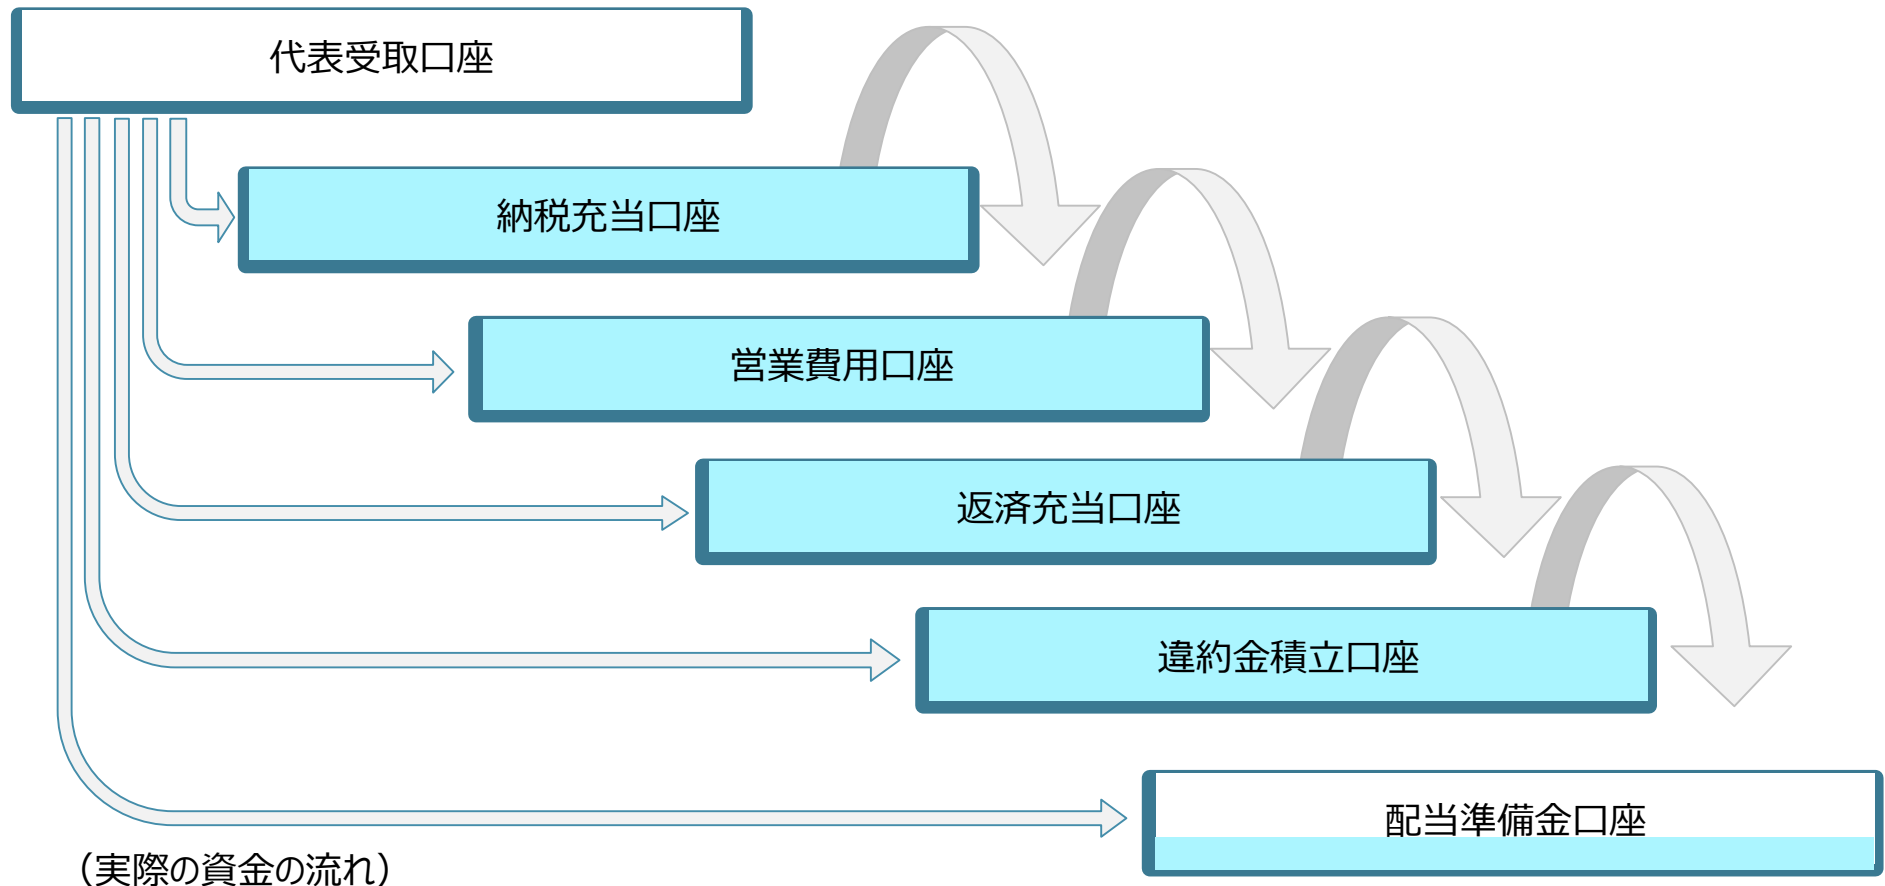 代表受取口座
納税充当口座
営業費用口座
返済充当口座
違約金積立口座
配当準備金口座
（実際の資金の流れ）